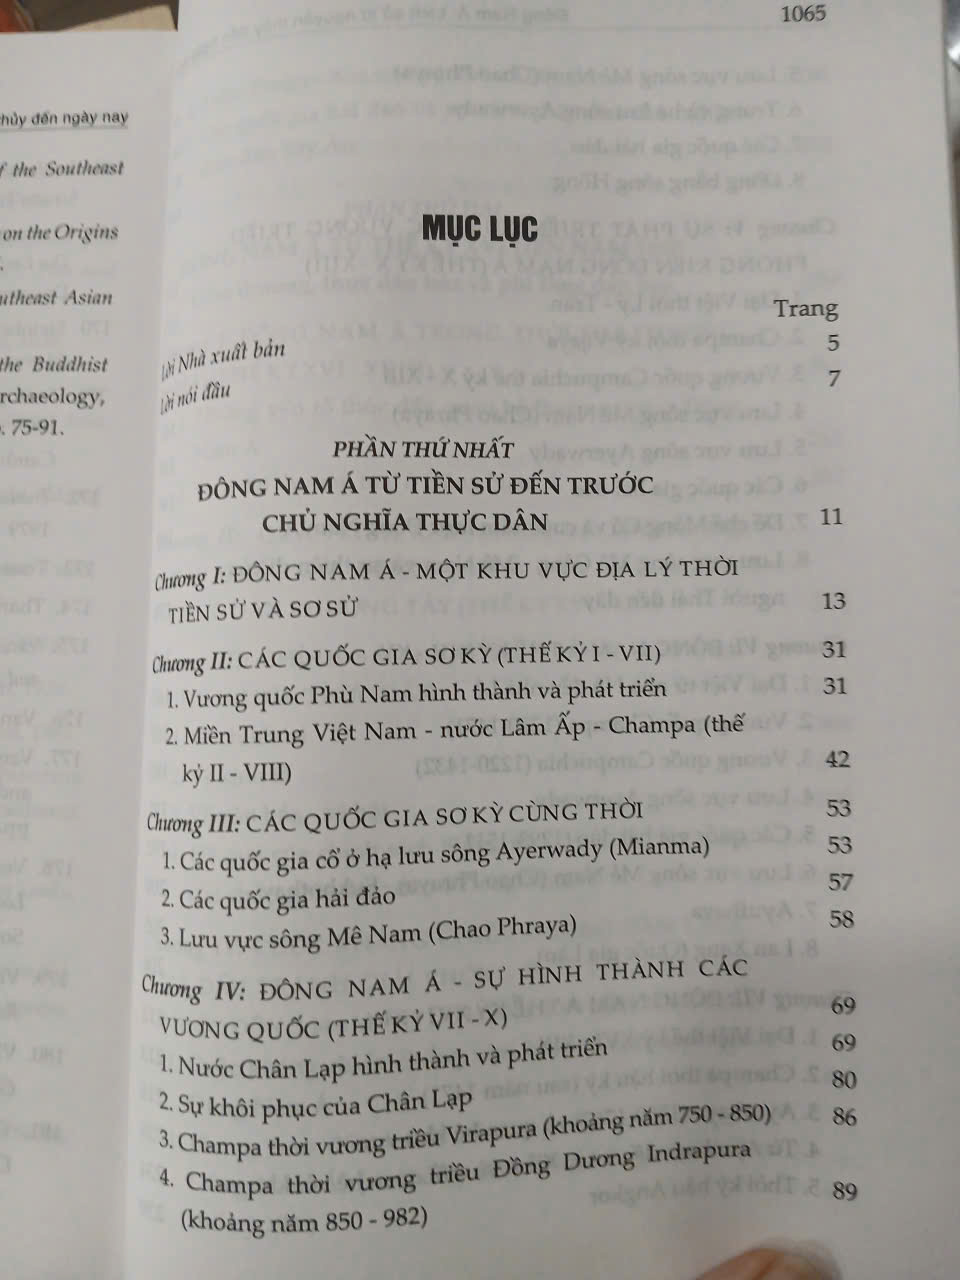 1065
hủy đến ngày nay
f the Southeast
on the Origins
utheast Asian
the Buddhist
rchaeology,
. 75-91.
MỤC LỤC
Trang
Lời Nhà xuất bản 5
Lời nói đầu 7
PHẦN THỨ NHẤT
ĐÔNG NAM Á TỪ TIỀN SỬ ĐẾN TRƯỚC
CHỦ NGHĨA THỰC DÂN 11
Chương I: ĐÔNG NAM Á - MỘT KHU VỰC ĐỊA LÝ THỜI
TIỀN SỬ VÀ SƠ SỬ 13
Chương II: CÁC QUỐC GIA SƠ KỲ (THẾ KỶ I - VII) 31
1. Vương quốc Phù Nam hình thành và phát triển 31
2. Miền Trung Việt Nam - nước Lâm Ấp - Champa (thế
kỷ II - VIII) 42
Chương III: CÁC QUỐC GIA SƠ KỲ CÙNG THỜI 53
1. Các quốc gia cổ ở hạ lưu sông Ayerwady (Mianma) 53
2. Các quốc gia hải đảo 57
3. Lưu vực sông Mê Nam (Chao Phraya) 58
Chương IV: ĐÔNG NAM Á - SỰ HÌNH THÀNH CÁC
VƯƠNG QUỐC (THẾ KỶ VII - X) 69
1. Nước Chân Lạp hình thành và phát triển 69
2. Sự khôi phục của Chân Lạp 80
3. Champa thời vương triều Virapura (khoảng năm 750 - 850) 86
4. Champa thời vương triều Đồng Dương Indrapura
(khoảng năm 850 - 982) 89